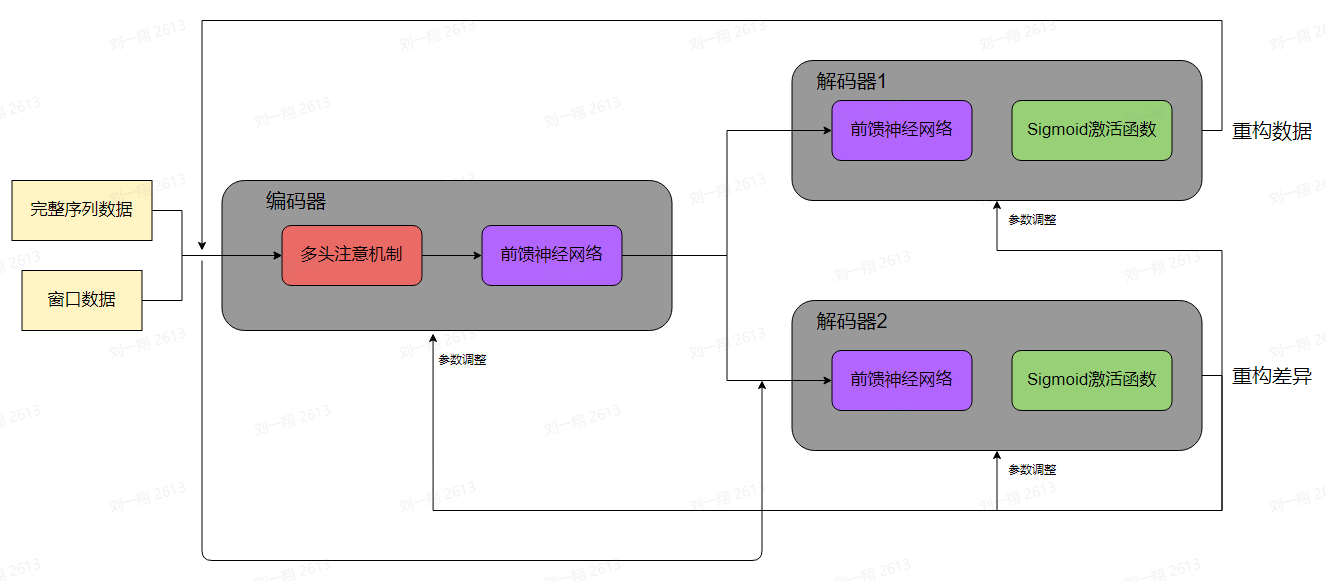 完整序列数据
窗口数据
编码器
多头注意机制
前馈神经网络
参数调整
解码器1
前馈神经网络
Sigmoid激活函数
重构数据
参数调整
解码器2
前馈神经网络
Sigmoid激活函数
重构差异
参数调整
刘一翔 2613